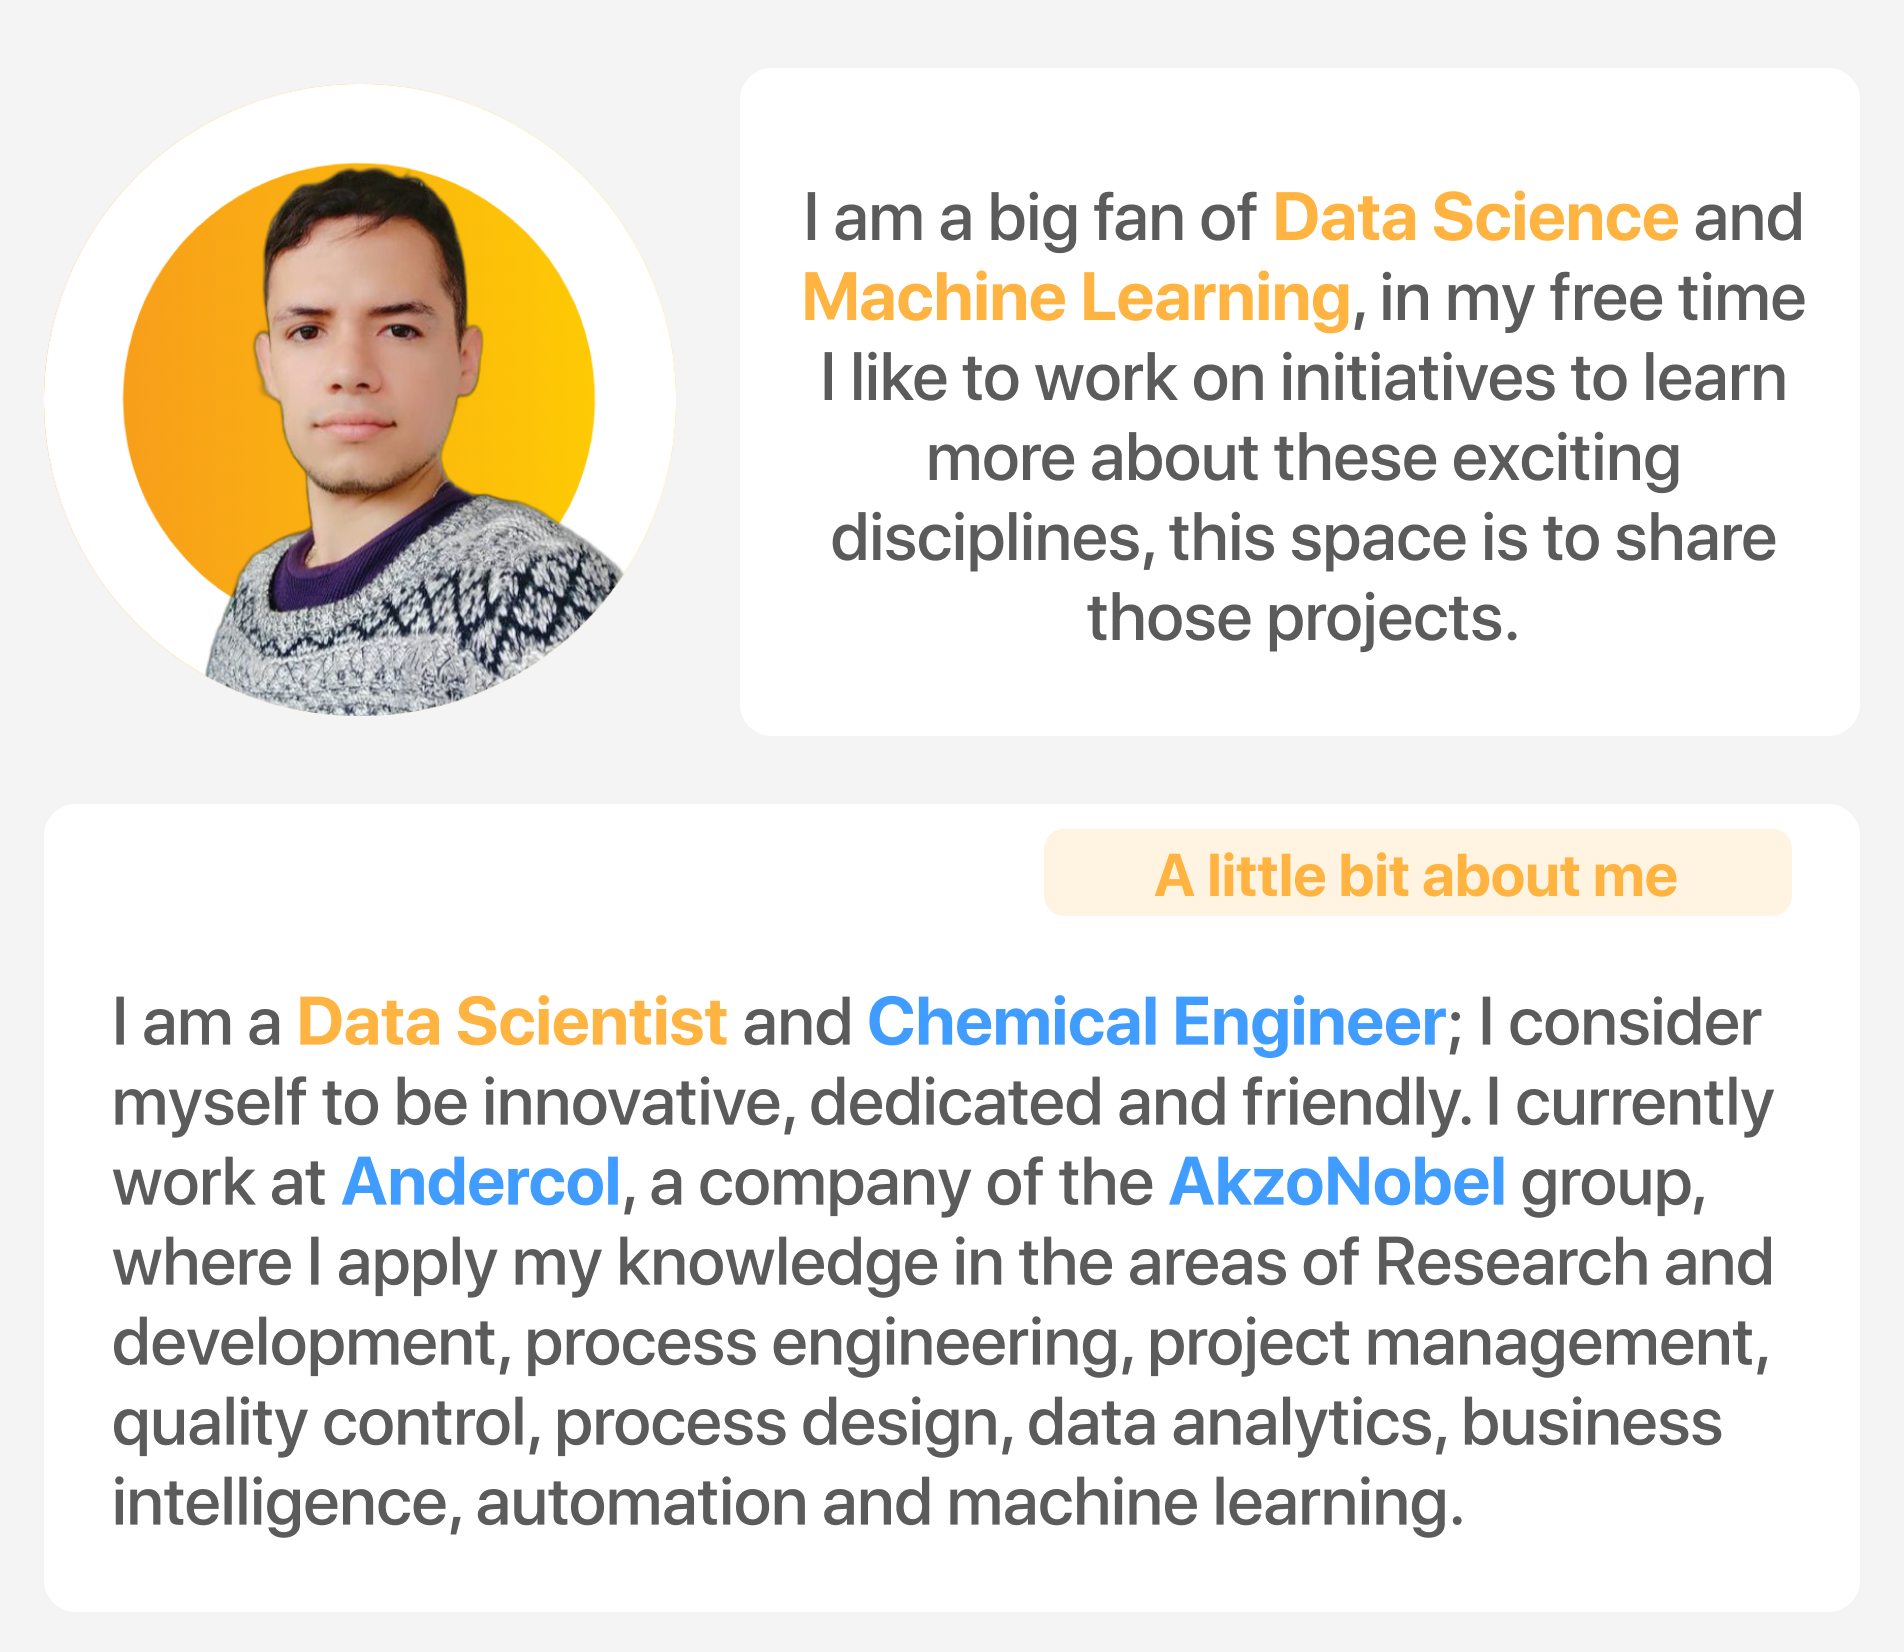 I am a big fan of Data Science and
Machine Learning, in my free time
I like to work on initiatives to learn
more about these exciting
disciplines, this space is to share
those projects.
A little bit about me
I am a Data Scientist and Chemical Engineer; I consider
myself to be innovative, dedicated and friendly. I currently
work at Andercol, a company of the AkzoNobel group,
where I apply my knowledge in the areas of Research and
development, process engineering, project management,
quality control, process design, data analytics, business
intelligence, automation and machine learning.